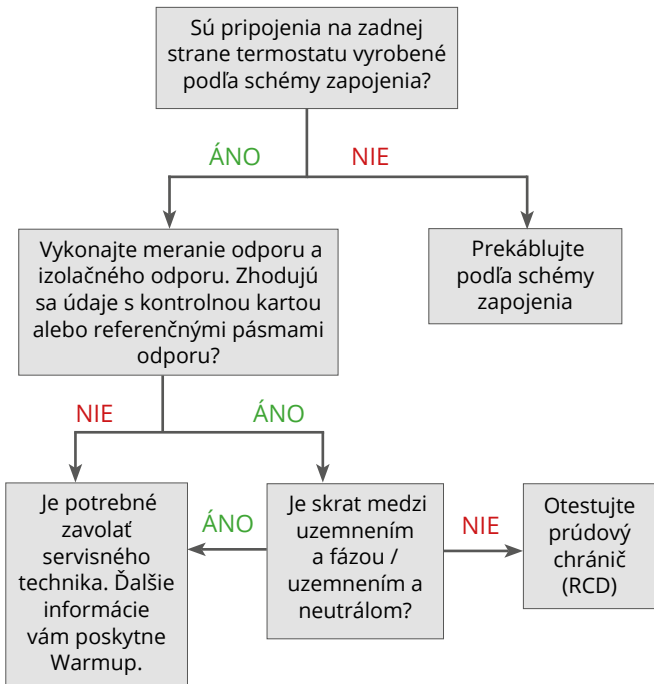 Sú pripojenia na zadnej
strane termostatu vyrobené
podľa schémy zapojenia?
ÁNO
NIE
Vykonajte meranie odporu a
izolačného odporu. Zhodujú
sa údaje s kontrolnou kartou
alebo referenčnými pásmami
odporu?
Prekáblujte
podľa schémy
zapojenia
NIE
ÁNO
Je potrebné
zavolať
servisného
technika. Ďalšie
informácie
vám poskytne
Warmup.
ÁNO
Je skrat medzi
uzemnením
a fázou /
uzemnením a
neutrálom?
NIE
Otestujte
prúdový
chránič
(RCD)